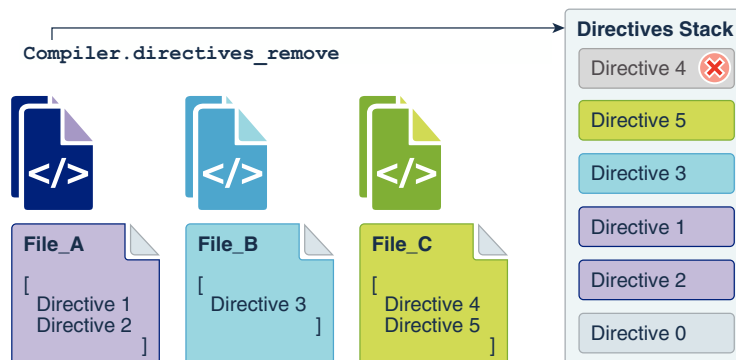 Compiler.directives_remove
Directives Stack
Directive 4
Directive 5
Directive 3
Directive 1
Directive 2
Directive 0
</>
</>
</>
File_A
[
Directive 1
Directive 2
]
File_B
[
Directive 3
]
File_C
[
Directive 4
Directive 5
]